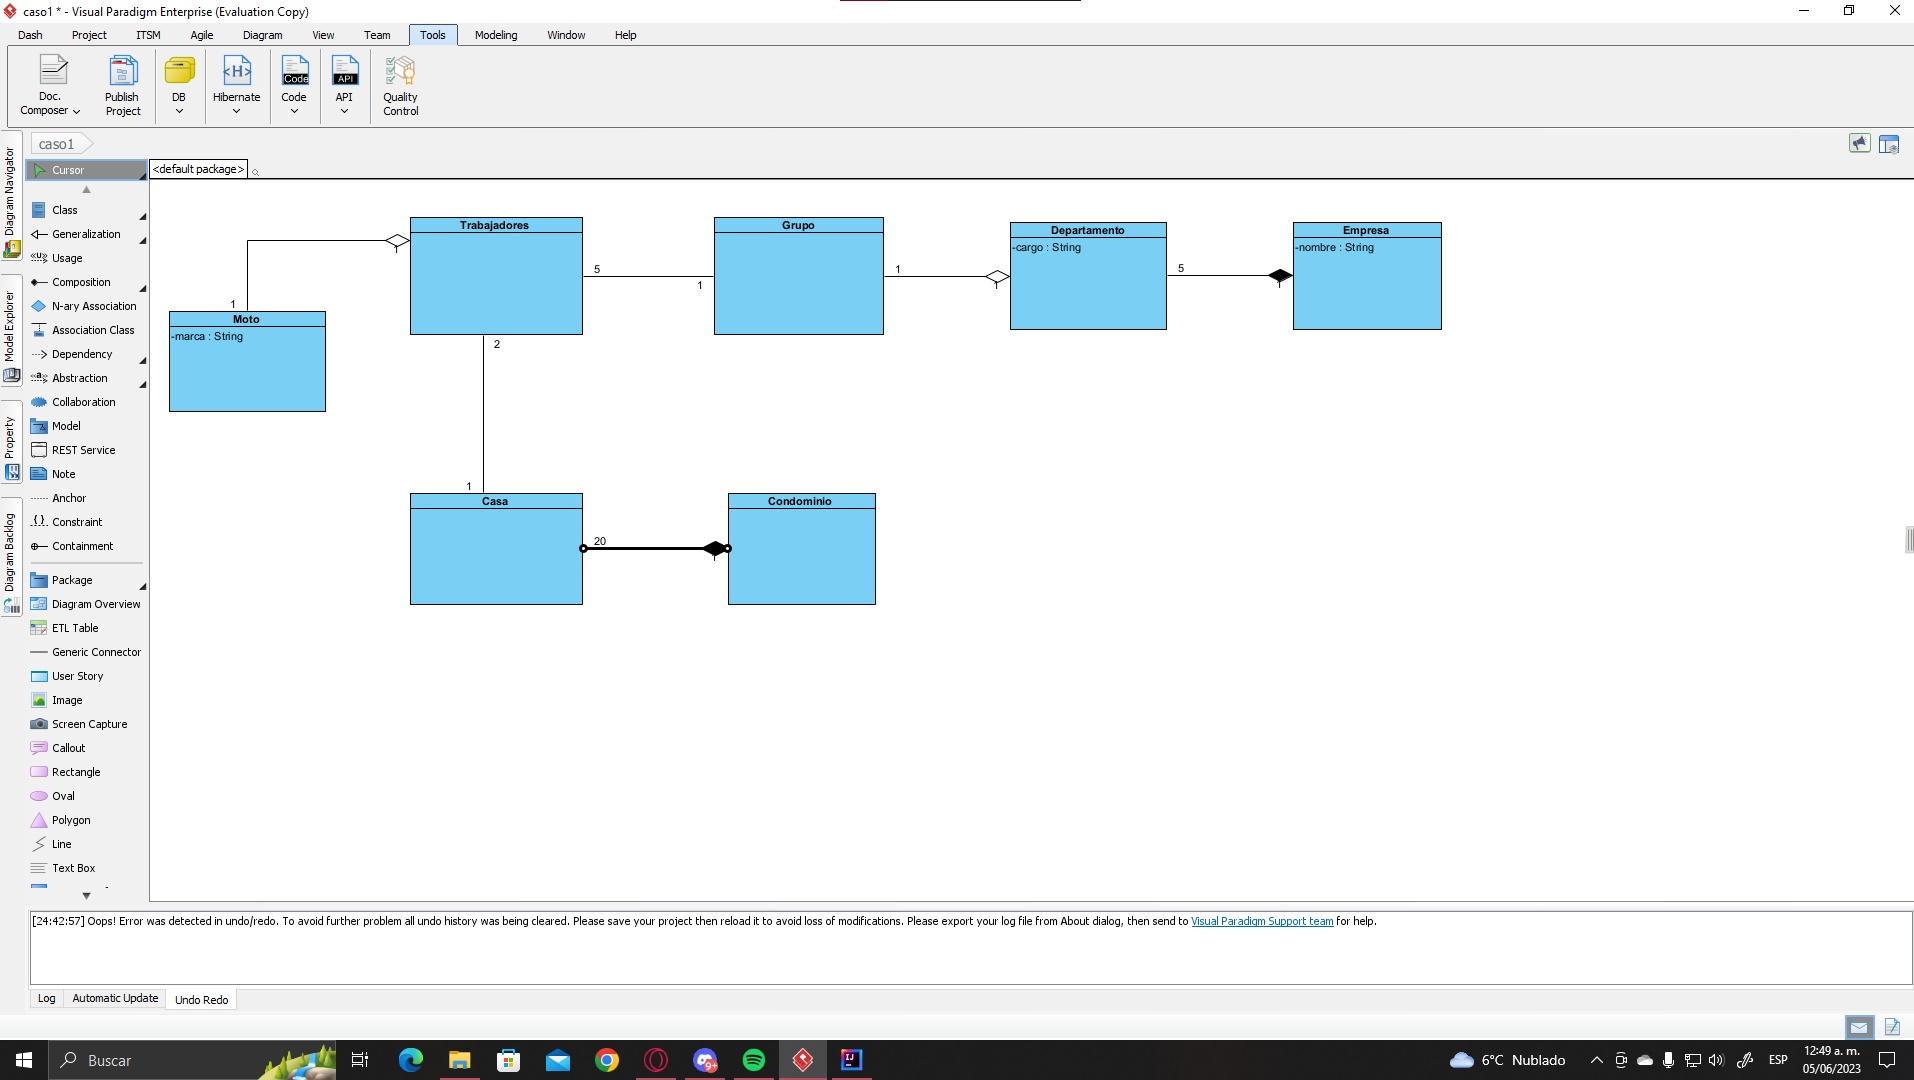 caso1 * - Visual Paradigm Enterprise (Evaluation Copy)
Dash Project ITSM Agile Diagram View Team Tools Modeling Window Help
Doc. Composer
Publish Project
DB
<H>
Hibernate
Code
Code
API
API
Quality Control
caso1
<default package>
Diagram Navigator
Model Explorer
Property
Diagram Backlog
Cursor
Class
Generalization
Usage
Composition
N-ary Association
Association Class
Dependency
Abstraction
Collaboration
Model
REST Service
Note
Anchor
Constraint
Containment
Package
Diagram Overview
ETL Table
Generic Connector
User Story
Image
Screen Capture
Callout
Rectangle
Oval
Polygon
Line
Text Box
Trabajadores
Grupo
Departamento
-cargo : String
Empresa
-nombre : String
1
5
1
1
1
5
1
1
Moto
-marca : String
2
1
Casa
20
1
Condominio
[24:42:57] Oops! Error was detected in undo/redo. To avoid further problem all undo history was being cleared. Please save your project then reload it to avoid loss of modifications. Please export your log file from About dialog, then send to Visual Paradigm Support team for help.
Log Automatic Update Undo Redo
Buscar
9+
6°C Nublado
ESP
12:49 a. m.
05/06/2023